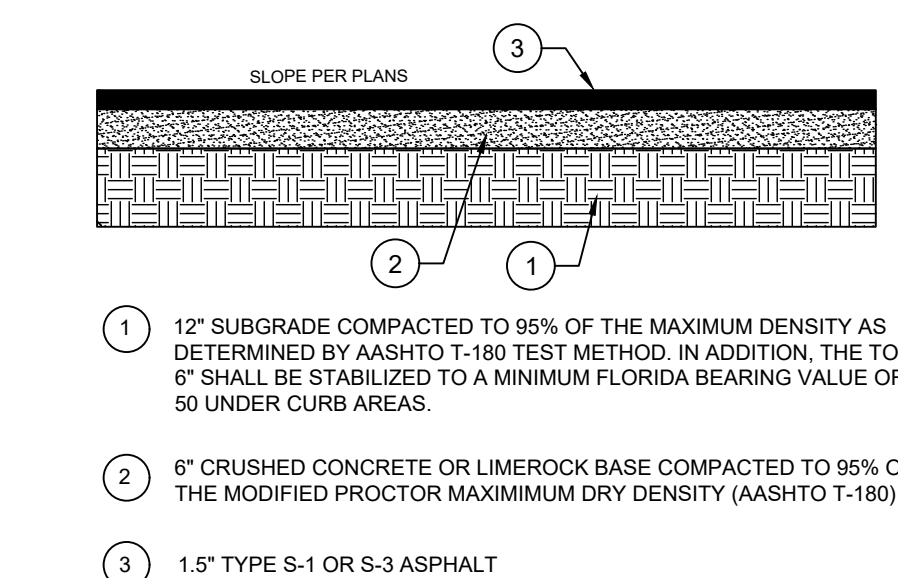 3
SLOPE PER PLANS
2
1
1 12" SUBGRADE COMPACTED TO 95% OF THE MAXIMUM DENSITY AS
DETERMINED BY AASHTO T-180 TEST METHOD. IN ADDITION, THE TO
6" SHALL BE STABILIZED TO A MINIMUM FLORIDA BEARING VALUE OF
50 UNDER CURB AREAS.
2 6" CRUSHED CONCRETE OR LIMEROCK BASE COMPACTED TO 95% O
THE MODIFIED PROCTOR MAXIMIMUM DRY DENSITY (AASHTO T-180)
3 1.5" TYPE S-1 OR S-3 ASPHALT